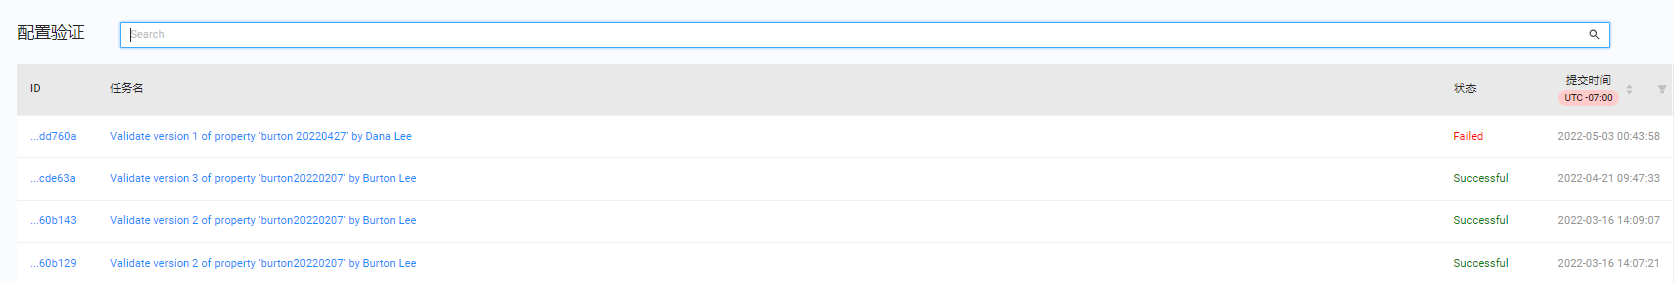 配置验证
Search
ID 任务名 状态 提交时间
UTC -07:00
...dd760a Validate version 1 of property 'burton 20220427' by Dana Lee Failed 2022-05-03 00:43:58
...cde63a Validate version 3 of property 'burton20220207' by Burton Lee Successful 2022-04-21 09:47:33
...60b143 Validate version 2 of property 'burton20220207' by Burton Lee Successful 2022-03-16 14:09:07
...60b129 Validate version 2 of property 'burton20220207' by Burton Lee Successful 2022-03-16 14:07:21